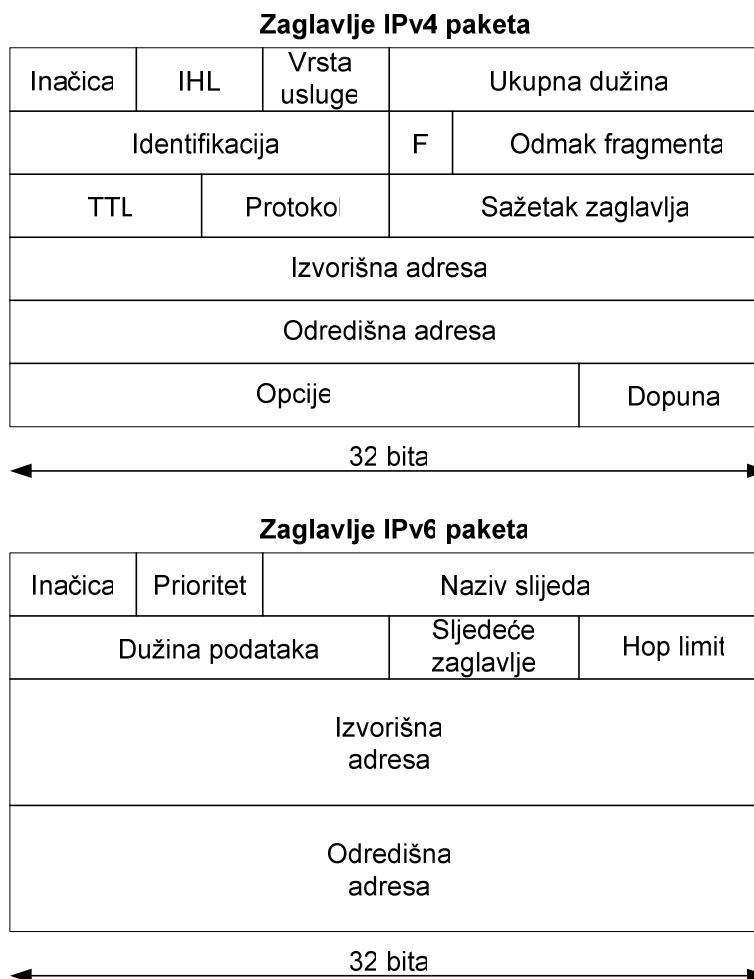 Zaglavlje IPv4 paketa
Inačica IHL Vrsta usluge Ukupna dužina
Identifikacija F Odmak fragmenta
TTL Protokol Sažetak zaglavlja
Izvorišna adresa
Odredišna adresa
Opcije Dopuna
32 bita
Zaglavlje IPv6 paketa
Inačica Prioritet Naziv slijeda
Dužina podataka Sljedeće zaglavlje Hop limit
Izvorišna
adresa
Odredišna
adresa
32 bita